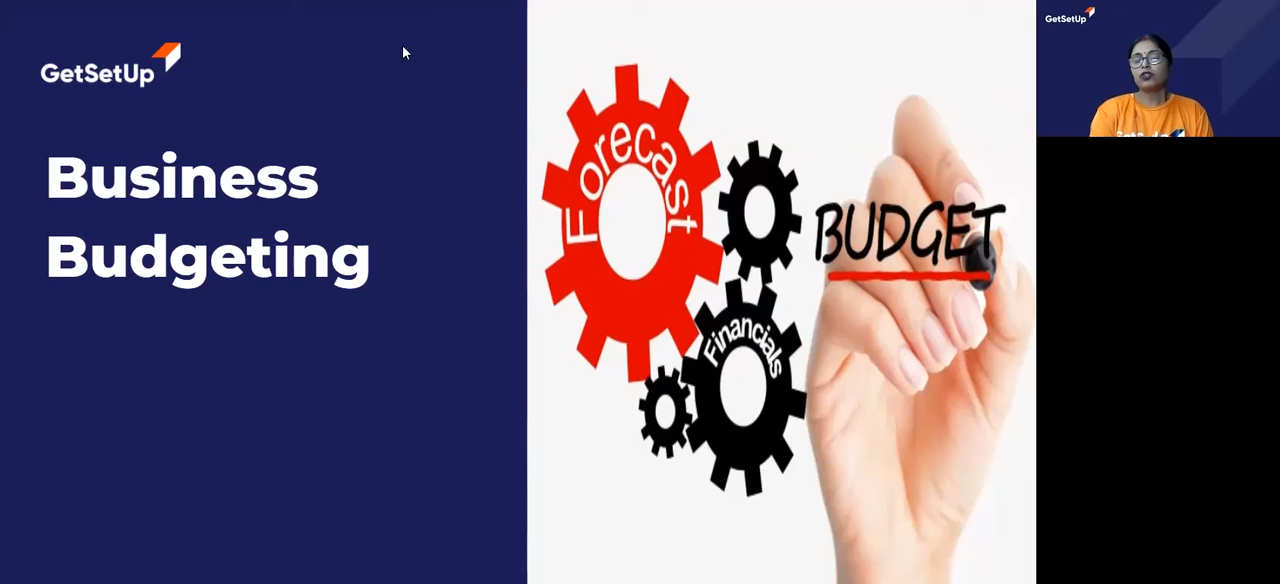 GetSetUp
Business
Budgeting
Forecast
Financials
BUDGET
GetSetUp